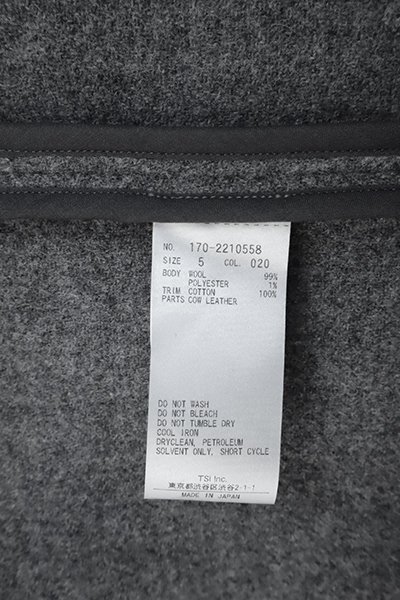 NO. 170-2210558
SIZE 5 COL. 020
BODY WOOL 99%
POLYESTER 1%
TRIM COTTON 100%
PARTS COW LEATHER
DO NOT WASH
DO NOT BLEACH
DO NOT TUMBLE DRY
COOL IRON
DRYCLEAN, PETROLEUM
SOLVENT ONLY, SHORT CYCLE
TSI Inc.
東京都渋谷区渋谷2-1-1
MADE IN JAPAN